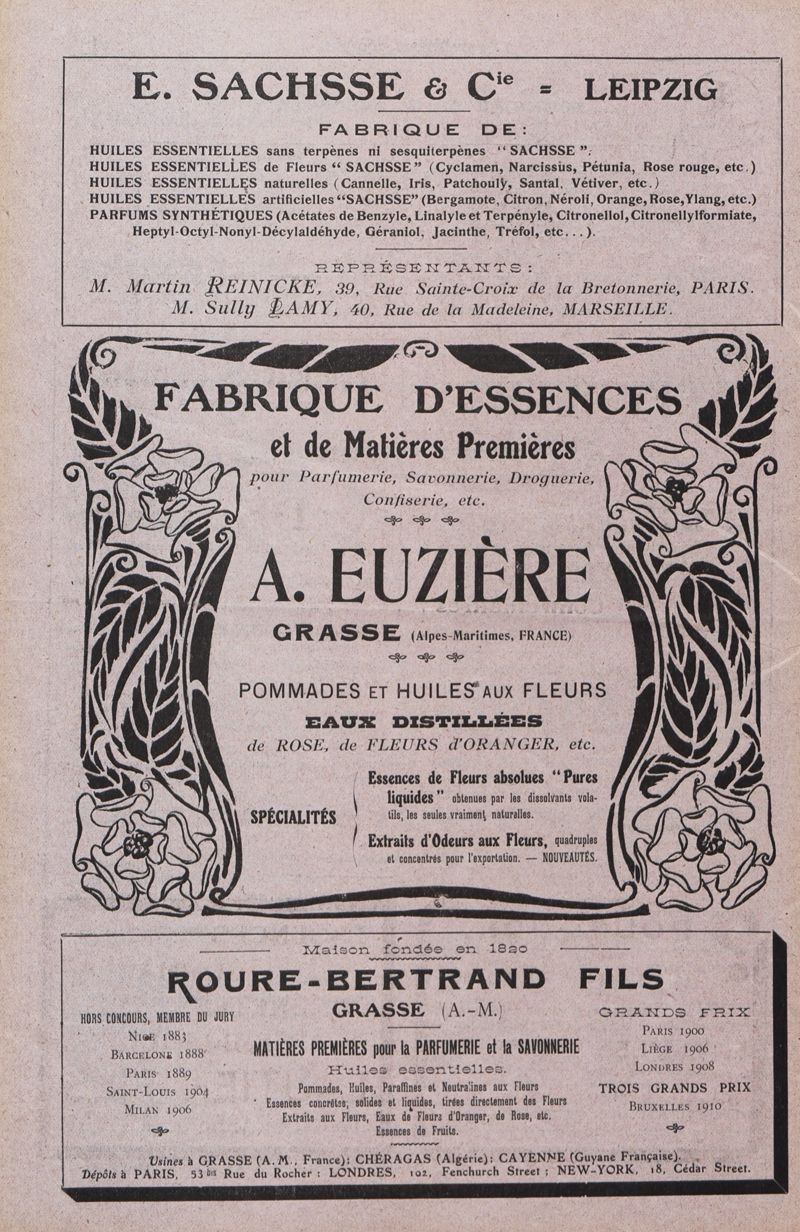 E. SACHSSE & Cie = LEIPZIG
FABRIQUE DE:
HUILES ESSENTIELLES sans terpènes ni sesquiterpènes "SACHSSE".
HUILES ESSENTIELLES de Fleurs "SACHSSE" (Cyclamen, Narcissus, Pétunia, Rose rouge, etc.)
HUILES ESSENTIELLES naturelles (Cannelle, Iris, Patchouly, Santal, Vétiver, etc.)
HUILES ESSENTIELLES artificielles "SACHSSE" (Bergamote, Citron, Néroli, Orange, Rose, Ylang, etc.)
PARFUMS SYNTHÉTIQUES (Acétates de Benzyle, Linalyle et Terpényle, Citronellol, Citronellylformiate,
Heptyl-Octyl-Nonyl-Décylaldéhyde, Géraniol, Jacinthe, Tréfol, etc...).
REPRÉSENTANTS:
M. Martin REINICKE, 39, Rue Sainte-Croix de la Bretonnerie, PARIS.
M. Sully LAMY, 40, Rue de la Madeleine, MARSEILLE.
FABRIQUE D'ESSENCES
et de Matières Premières
pour Parfumerie, Savonnerie, Droguerie,
Confiserie, etc.
A. EUZIÈRE
GRASSE (Alpes-Maritimes, FRANCE)
POMMADES ET HUILES AUX FLEURS
EAUX DISTILLÉES
de ROSE, de FLEURS d'ORANGER, etc.
SPÉCIALITÉS
Essences de Fleurs absolues "Pures
liquides" obtenues par les dissolvants vola-
tils, les seules vraiment naturelles.
Extraits d'Odeurs aux Fleurs, quadruples
et concentrés pour l'exportation. — NOUVEAUTÉS.
Maison fondée en 1820
ROURE-BERTRAND FILS
GRASSE (A.-M.)
HORS CONCOURS, MEMBRE DU JURY
NICE 1883
BARCELONE 1888
PARIS 1889
SAINT-LOUIS 1904
MILAN 1906
MATIÈRES PREMIÈRES pour la PARFUMERIE et la SAVONNERIE
Huiles essentielles.
Pommades, Huiles, Paraffines et Neutralines aux Fleurs
Essences concrètes, solides et liquides, tirées directement des Fleurs
Extraits aux Fleurs, Eaux de Fleurs d'Oranger, de Rose, etc.
Essences de Fruits.
GRANDS PRIX
PARIS 1900
LIÈGE 1906
LONDRES 1908
TROIS GRANDS PRIX
BRUXELLES 1910
Usines à GRASSE (A. M., France); CHÉRAGAS (Algérie); CAYENNE (Guyane Française).
Dépôts à PARIS, 53 bis Rue du Rocher; LONDRES, 102, Fenchurch Street; NEW-YORK, 18, Cédar Street.